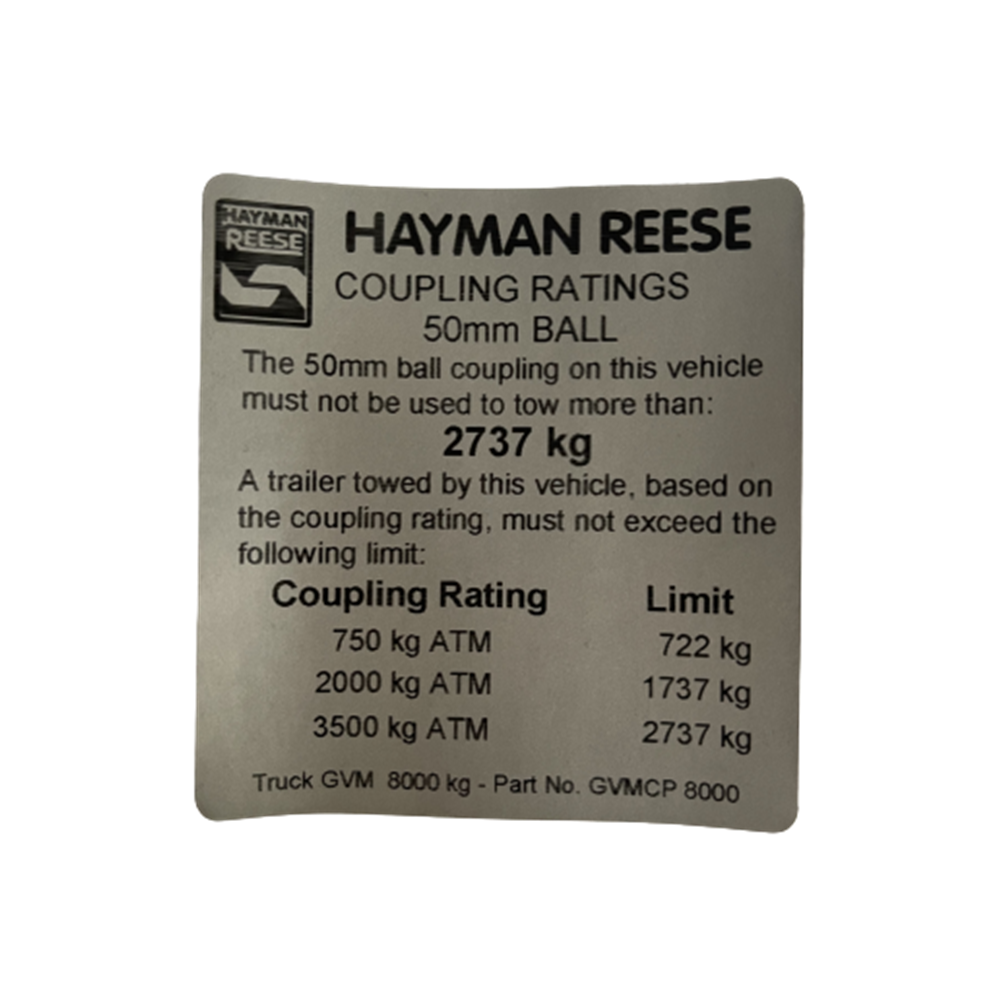 HAYMAN
REESE
HAYMAN REESE
COUPLING RATINGS
50mm BALL
The 50mm ball coupling on this vehicle
must not be used to tow more than:
2737 kg
A trailer towed by this vehicle, based on
the coupling rating, must not exceed the
following limit:
Coupling Rating Limit
750 kg ATM 722 kg
2000 kg ATM 1737 kg
3500 kg ATM 2737 kg
Truck GVM 8000 kg - Part No. GVMCP 8000